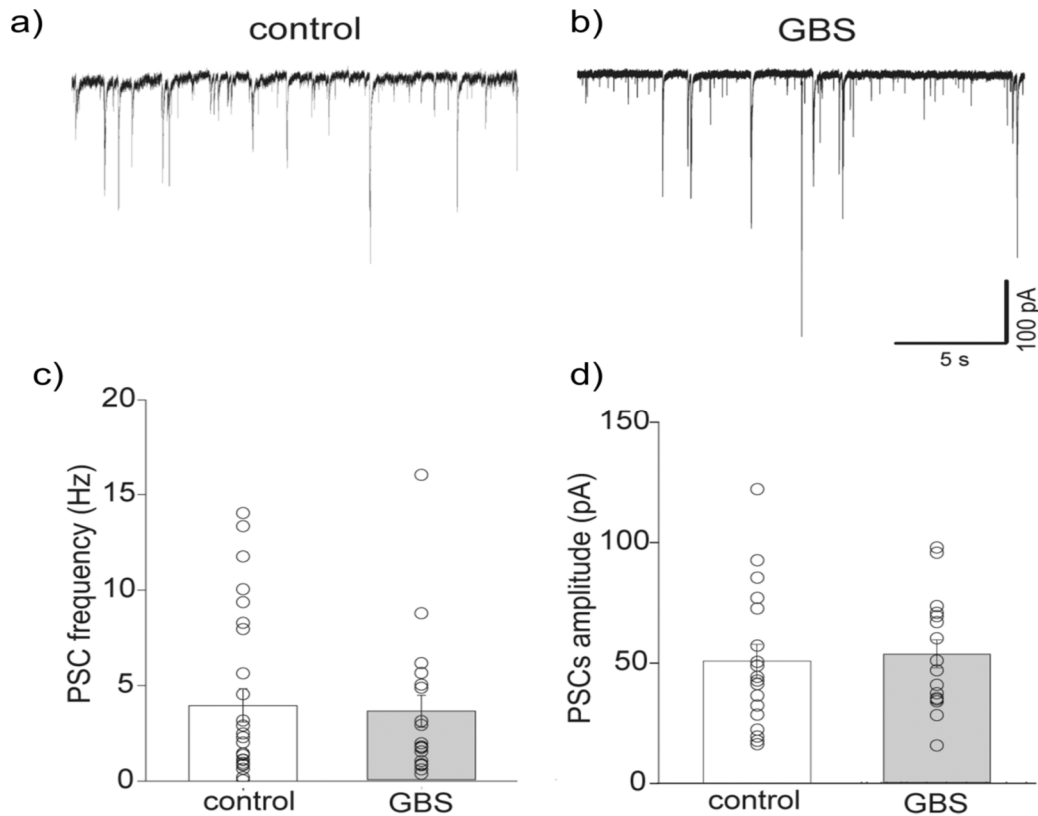 a)
control
b)
GBS
100 pA
5 s
c)
PSC frequency (Hz)
20
15
10
5
0
control
GBS
d)
PSCs amplitude (pA)
150
100
50
0
control
GBS